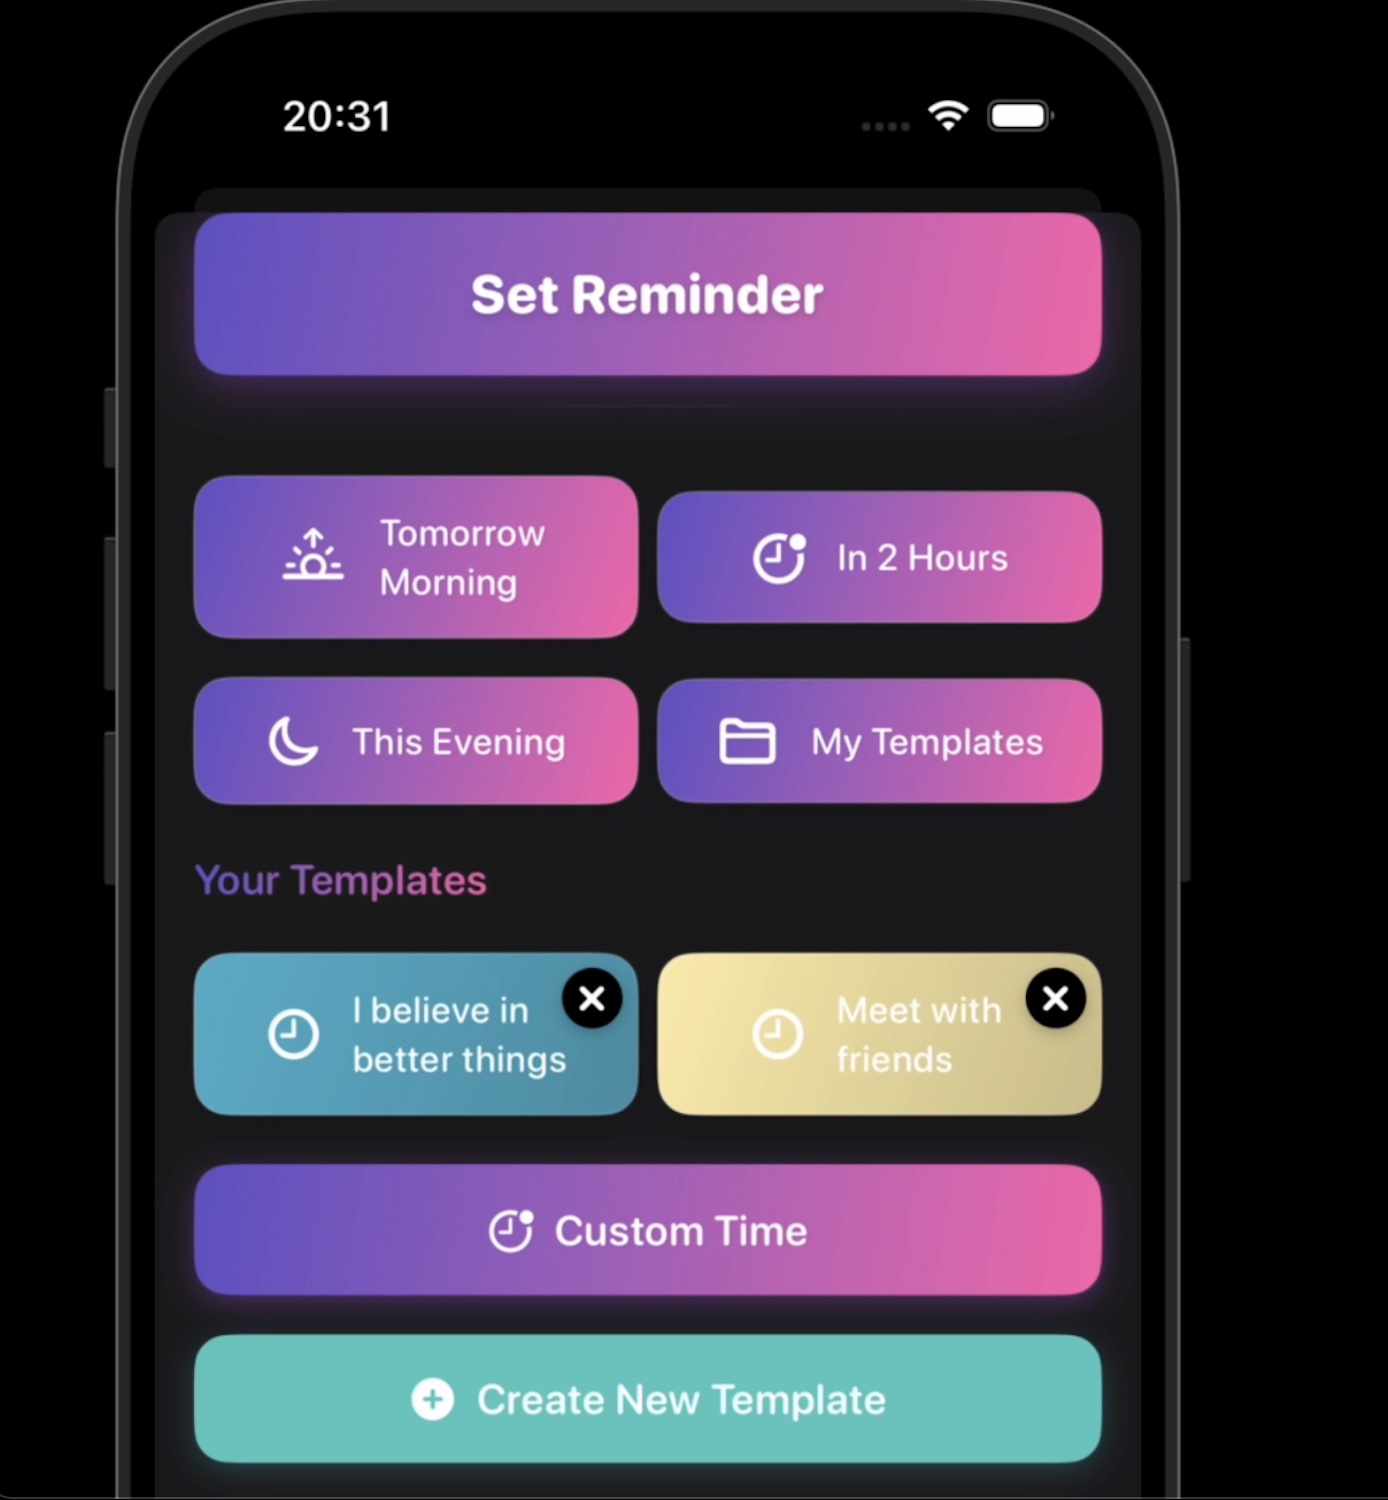 20:31
Set Reminder
Tomorrow
Morning
In 2 Hours
This Evening
My Templates
Your Templates
I believe in
better things
Meet with
friends
Custom Time
Create New Template